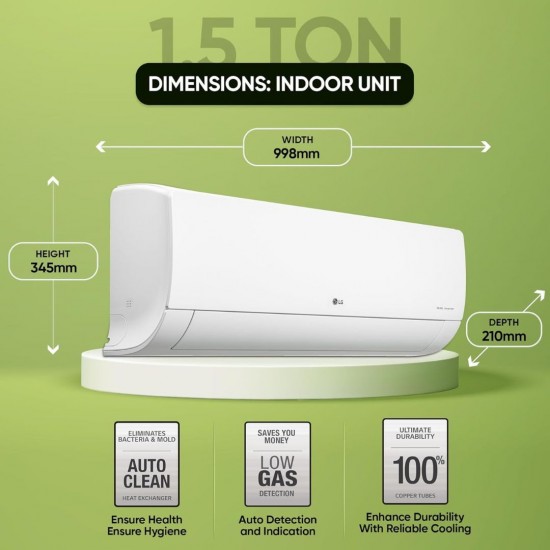 1.5 TON
DIMENSIONS: INDOOR UNIT
WIDTH
998mm
HEIGHT
345mm
LG
DEPTH
210mm
ELIMINATES
BACTERIA & MOLD
AUTO
CLEAN
HEAT EXCHANGER
Ensure Health
Ensure Hygiene
SAVES YOU
MONEY
LOW
GAS
DETECTION
Auto Detection
and Indication
ULTIMATE
DURABILITY
100%
COPPER TUBES
Enhance Durability
With Reliable Cooling